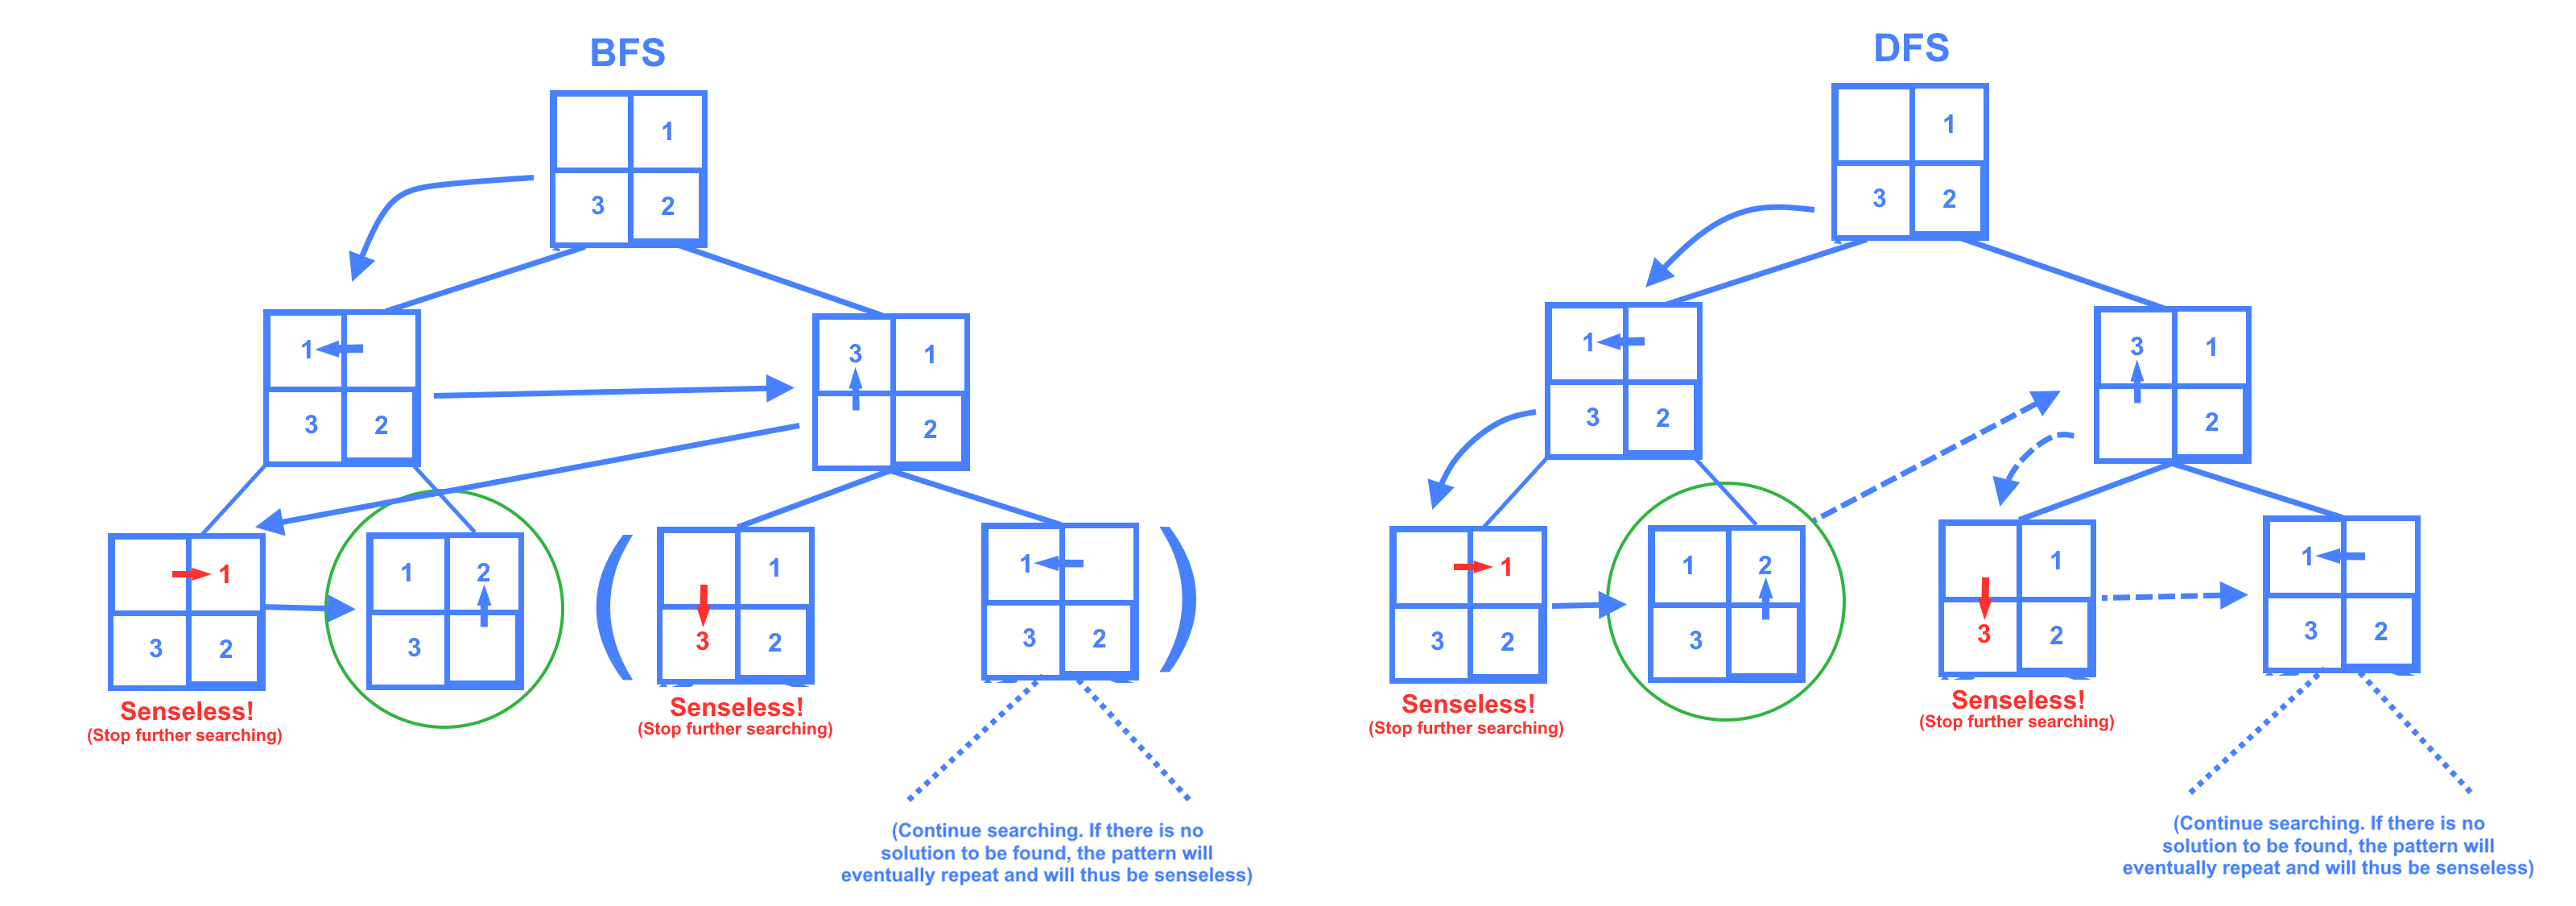 BFS
1
3 2
1
3 2
3 1
2
1
3 2
1 2
3
1
3 2
1
3 2
Senseless!
(Stop further searching)
Senseless!
(Stop further searching)
(Continue searching. If there is no
solution to be found, the pattern will
eventually repeat and will thus be senseless)
DFS
1
3 2
1
3 2
3 1
2
1
3 2
1 2
3
1
3 2
1
3 2
Senseless!
(Stop further searching)
Senseless!
(Stop further searching)
(Continue searching. If there is no
solution to be found, the pattern will
eventually repeat and will thus be senseless)